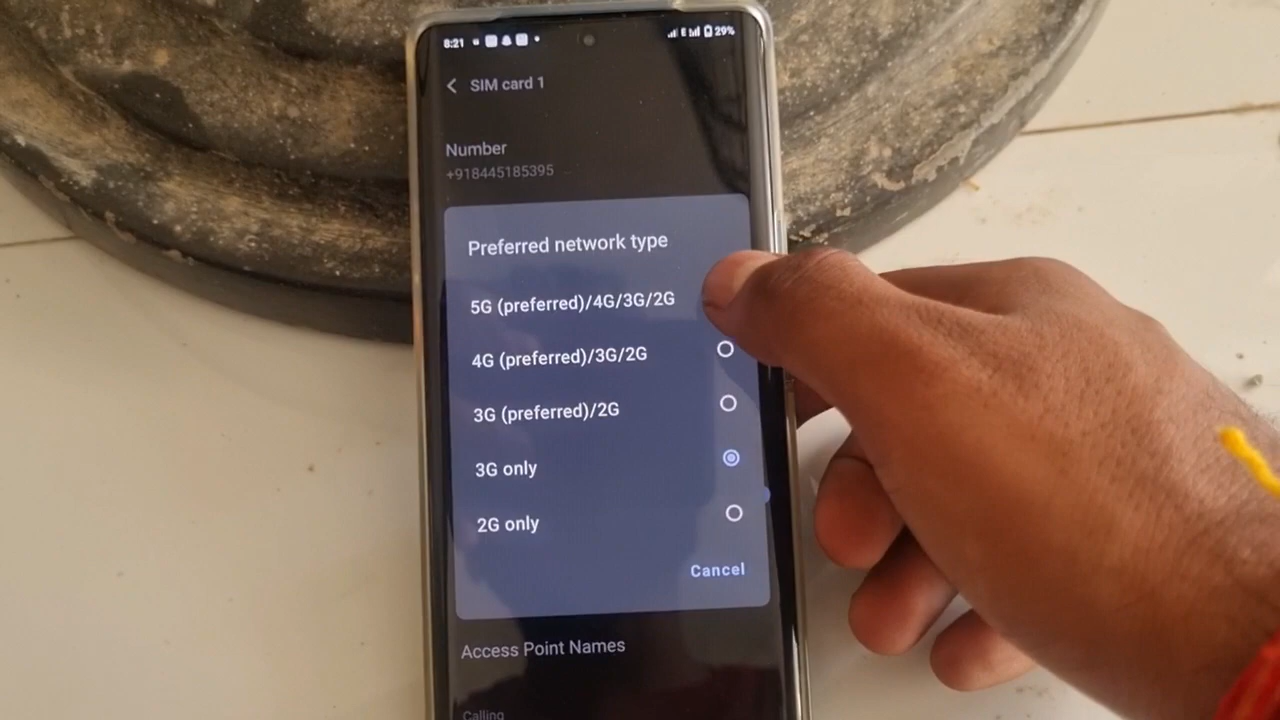 8:21
E
29%
SIM card 1
Number
+918445185395
Preferred network type
5G (preferred)/4G/3G/2G
4G (preferred)/3G/2G
3G (preferred)/2G
3G only
2G only
Cancel
Access Point Names
Calling